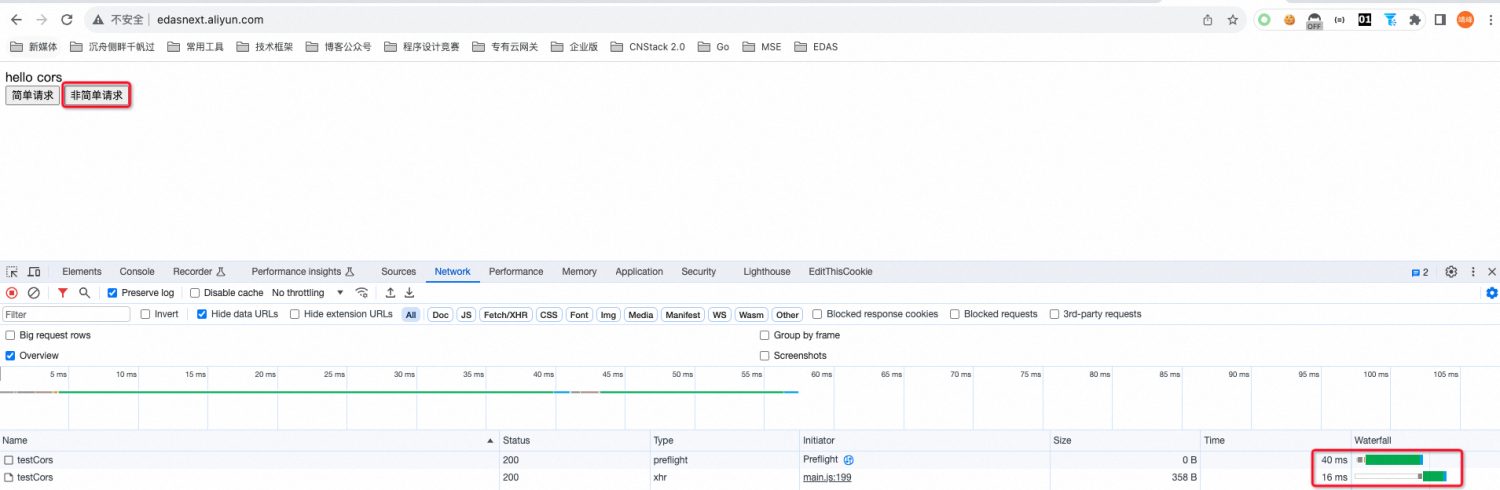 不安全 edasnext.aliyun.com
OFF {=} 01
新媒体 沉舟侧畔千帆过 常用工具 技术框架 博客公众号 程序设计竞赛 专有云网关 企业版 CNStack 2.0 Go MSE EDAS
hello cors
简单请求 非简单请求
Elements Console Recorder Performance insights Sources Network Performance Memory Application Security Lighthouse EditThisCookie 2
Preserve log Disable cache No throttling
Filter Invert Hide data URLs Hide extension URLs All Doc JS Fetch/XHR CSS Font Img Media Manifest WS Wasm Other Blocked response cookies Blocked requests 3rd-party requests
Big request rows Group by frame
Overview Screenshots
5 ms 10 ms 15 ms 20 ms 25 ms 30 ms 35 ms 40 ms 45 ms 50 ms 55 ms 60 ms 65 ms 70 ms 75 ms 80 ms 85 ms 90 ms 95 ms 100 ms 105 ms
Name Status Type Initiator Size Time Waterfall
testCors 200 preflight Preflight 0 B 40 ms
testCors 200 xhr main.js:199 358 B 16 ms